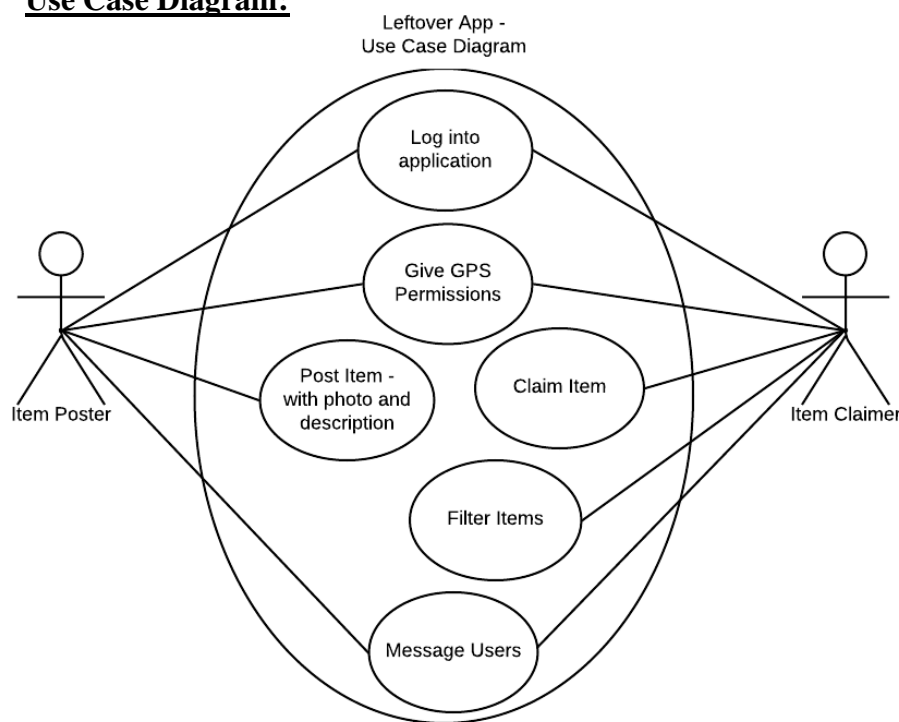 Use Case Diagram:
Leftover App -
Use Case Diagram
Log into
application
Give GPS
Permissions
Post Item -
with photo and
description
Claim Item
Item Poster
Item Claimer
Filter Items
Message Users